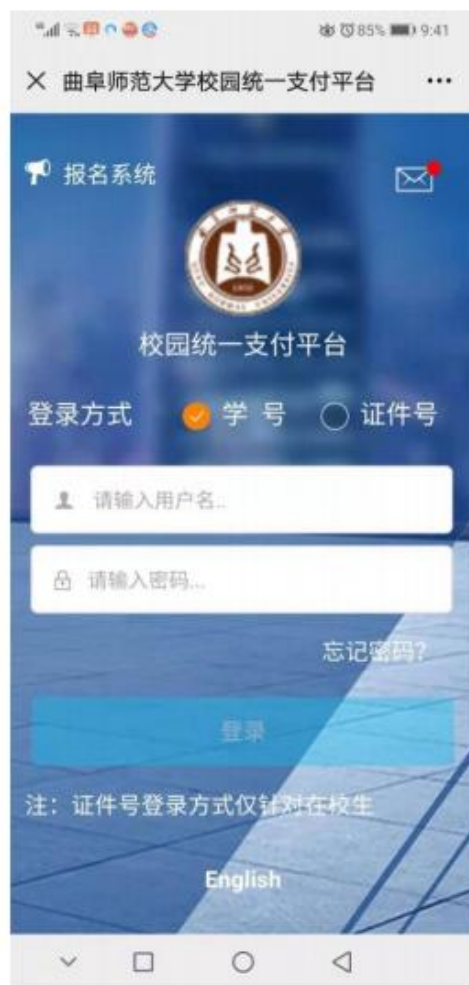 85% 9:41
曲阜师范大学校园统一支付平台
报名系统
校园统一支付平台
登录方式 学 号 证件号
请输入用户名..
请输入密码...
忘记密码?
登录
注：证件号登录方式仅针对在校生
English